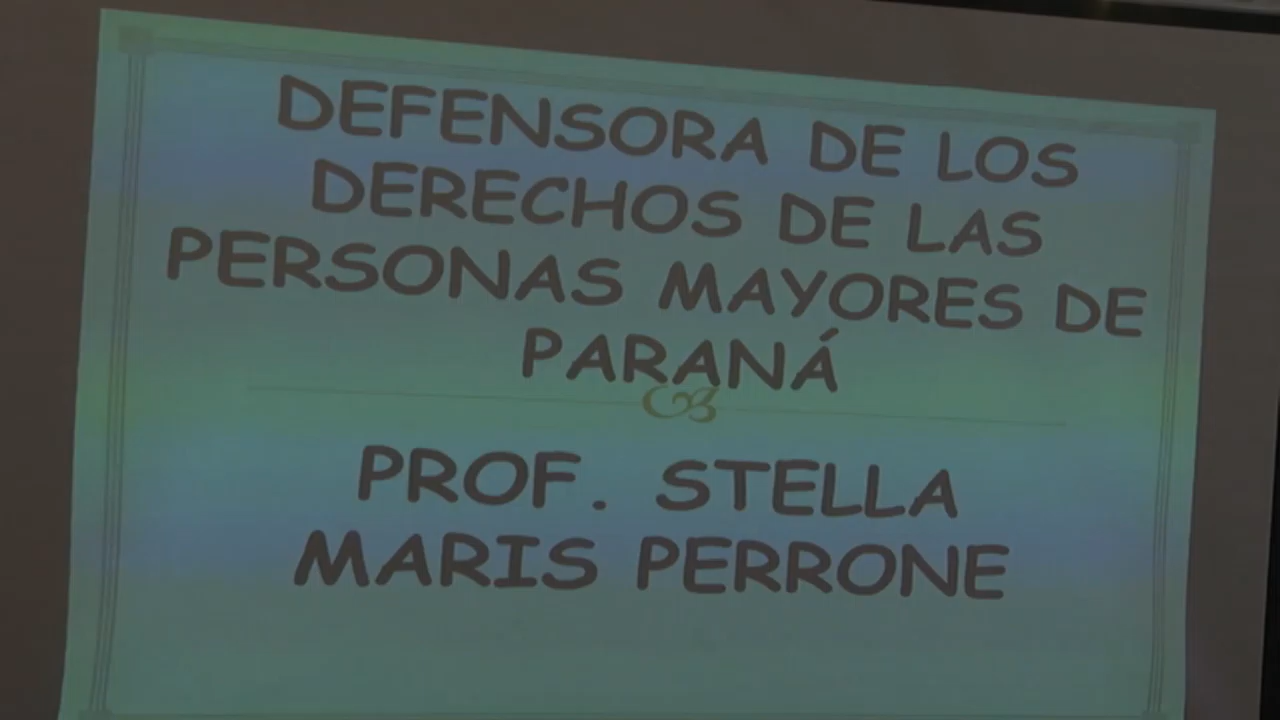 DEFENSORA DE LOS
DERECHOS DE LAS
PERSONAS MAYORES DE
PARANÁ
PROF. STELLA
MARIS PERRONE